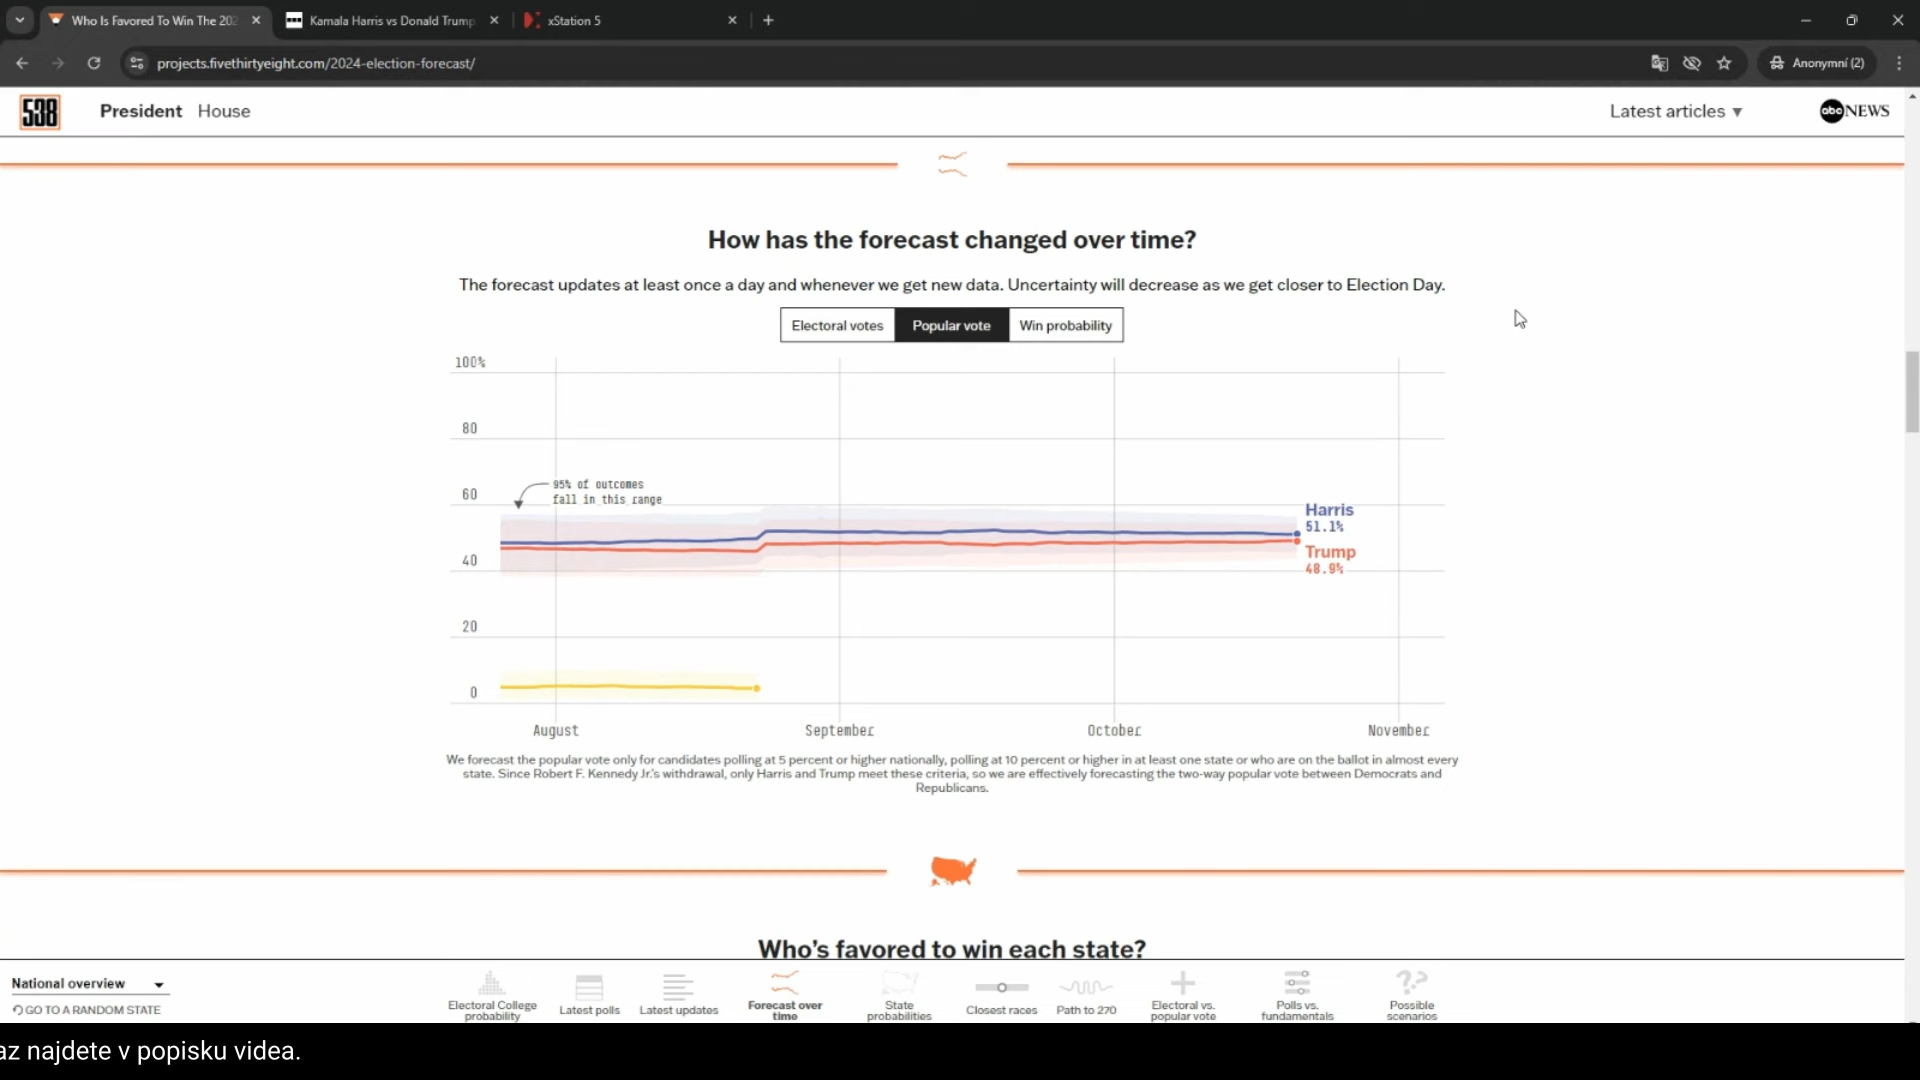 Who Is Favored To Win The 202
Kamala Harris vs Donald Trump
xStation 5
projects.fivethirtyeight.com/2024-election-forecast/
Anonymní (2)
538
President
House
Latest articles ▼
abc NEWS
How has the forecast changed over time?
The forecast updates at least once a day and whenever we get new data. Uncertainty will decrease as we get closer to Election Day.
Electoral votes
Popular vote
Win probability
100%
80
60
40
20
0
95% of outcomes
fall in this range
Harris
51.1%
Trump
48.9%
August
September
October
November
We forecast the popular vote only for candidates polling at 5 percent or higher nationally, polling at 10 percent or higher in at least one state or who are on the ballot in almost every
state. Since Robert F. Kennedy Jr.'s withdrawal, only Harris and Trump meet these criteria, so we are effectively forecasting the two-way popular vote between Democrats and
Republicans.
Who's favored to win each state?
National overview
GO TO A RANDOM STATE
Electoral College
probability
Latest polls
Latest updates
Forecast over
time
State
probabilities
Closest races
Path to 270
Electoral vs.
popular vote
Polls vs.
fundamentals
Possible
scenarios
az najdete v popisku videa.